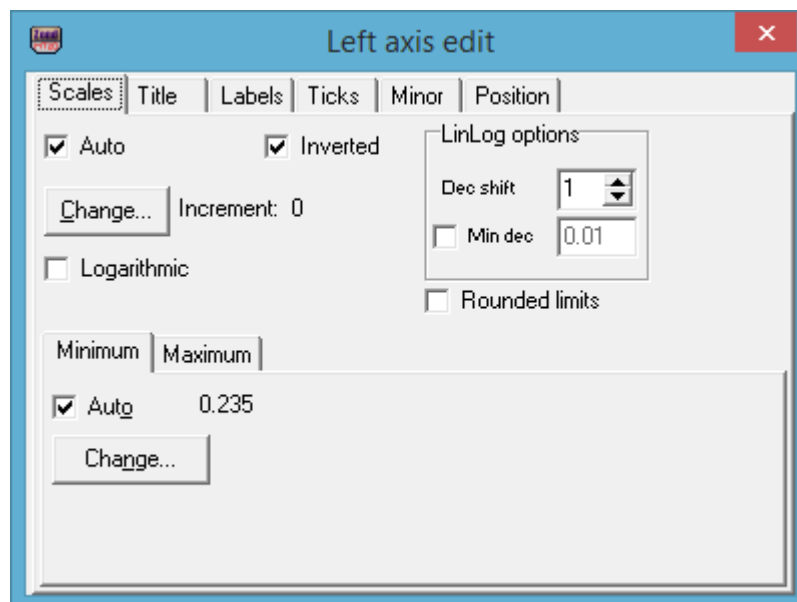 Left axis edit
Scales Title Labels Ticks Minor Position
Auto Inverted LinLog options
Dec shift 1
Change... Increment: 0
Min dec 0.01
Logarithmic
Rounded limits
Minimum Maximum
Auto 0.235
Change...